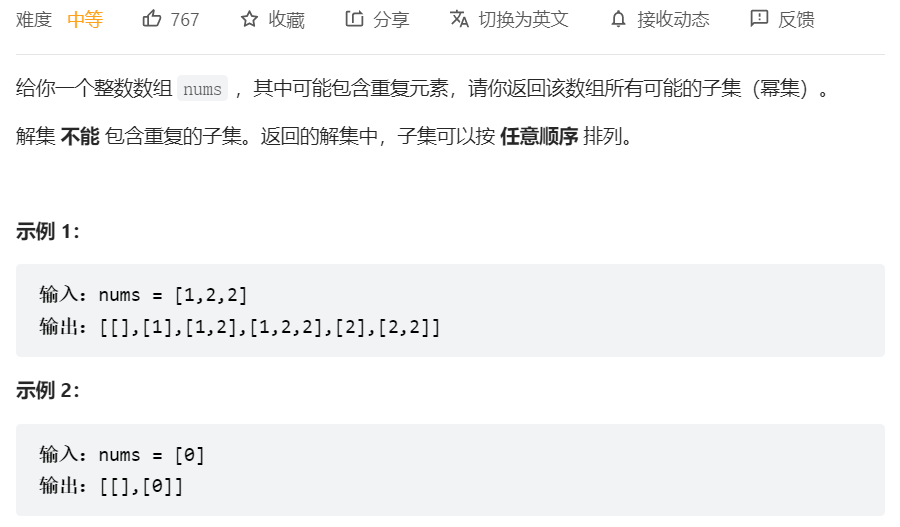 难度 中等 767 收藏 分享 切换为英文 接收动态 反馈
给你一个整数数组 nums ，其中可能包含重复元素，请你返回该数组所有可能的子集（幂集）。
解集 不能 包含重复的子集。返回的解集中，子集可以按 任意顺序 排列。
示例 1：
输入：nums = [1,2,2]
输出：[[],[1],[1,2],[1,2,2],[2],[2,2]]
示例 2：
输入：nums = [0]
输出：[[],[0]]